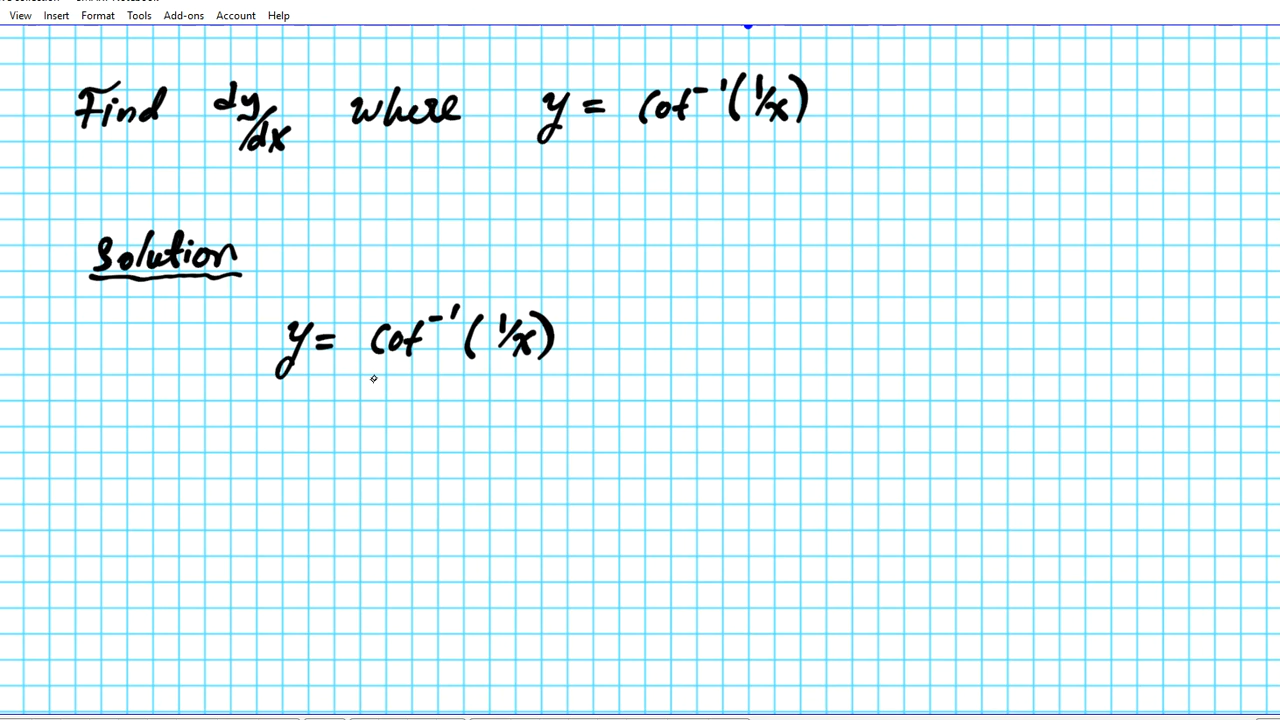 View Insert Format Tools Add-ons Account Help
Find dy/dx where y = Cot⁻¹(1/x)
Solution
y = Cot⁻¹(1/x)